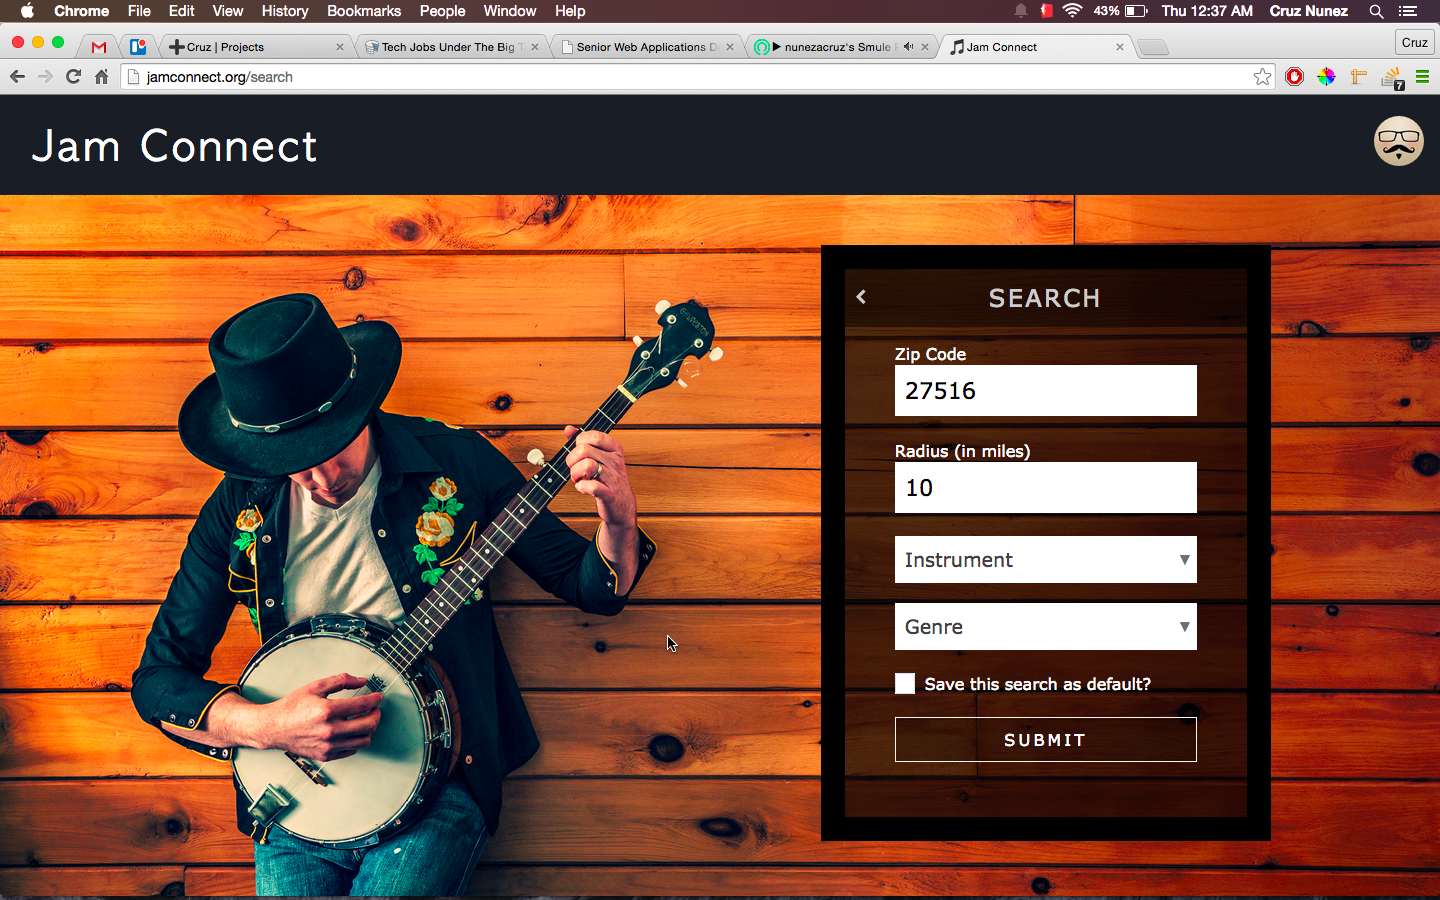 Chrome File Edit View History Bookmarks People Window Help 43% Thu 12:37 AM Cruz Nunez
Cruz | Projects Tech Jobs Under The Big T Senior Web Applications D nunezacruz's Smule Jam Connect Cruz
jamconnect.org/search 7
Jam Connect
SEARCH
Zip Code
27516
Radius (in miles)
10
Instrument
Genre
Save this search as default?
SUBMIT